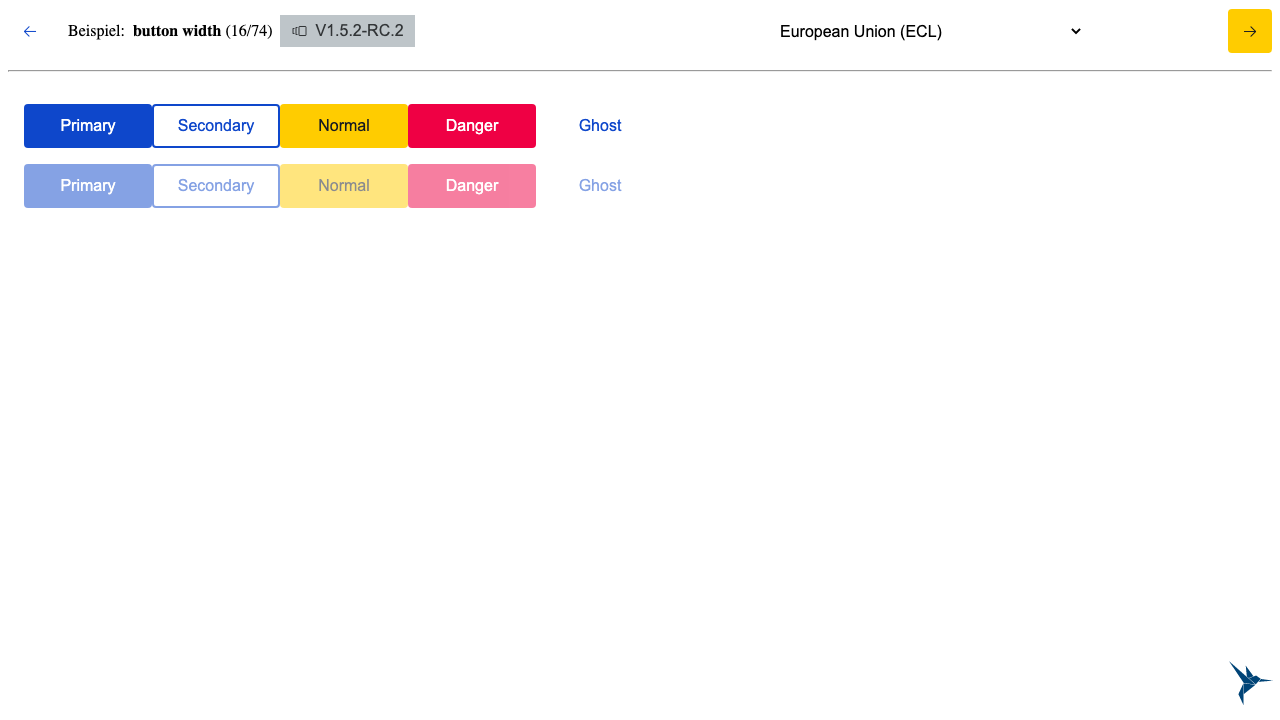 Beispiel: button width (16/74) V1.5.2-RC.2 European Union (ECL)
Primary Secondary Normal Danger Ghost
Primary Secondary Normal Danger Ghost